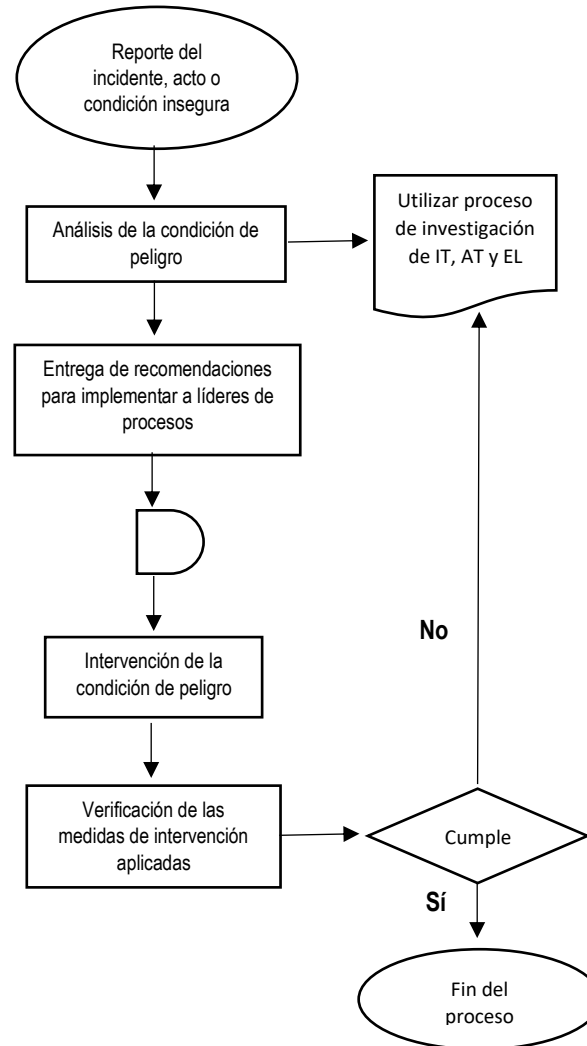 Reporte del
incidente, acto o
condición insegura
Análisis de la condición de
peligro
Utilizar proceso
de investigación
de IT, AT y EL
Entrega de recomendaciones
para implementar a líderes de
procesos
Intervención de la
condición de peligro
No
Verificación de las
medidas de intervención
aplicadas
Cumple
Sí
Fin del
proceso